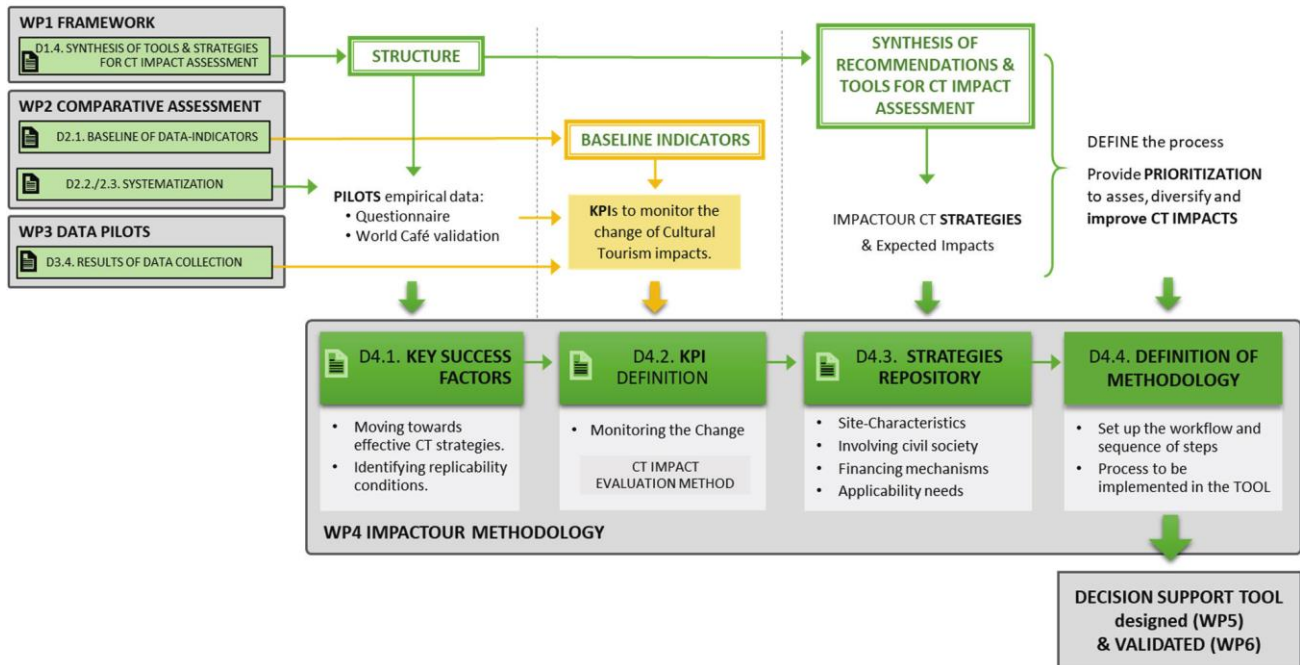 WP1 FRAMEWORK
D1.4. SYNTHESIS OF TOOLS & STRATEGIES
FOR CT IMPACT ASSESSMENT
WP2 COMPARATIVE ASSESSMENT
D2.1. BASELINE OF DATA-INDICATORS
D2.2./2.3. SYSTEMATIZATION
WP3 DATA PILOTS
D3.4. RESULTS OF DATA COLLECTION
STRUCTURE
PILOTS empirical data:
• Questionnaire
• World Café validation
BASELINE INDICATORS
KPIs to monitor the
change of Cultural
Tourism impacts.
SYNTHESIS OF
RECOMMENDATIONS &
TOOLS FOR CT IMPACT
ASSESSMENT
IMPACTOUR CT STRATEGIES
& Expected Impacts
DEFINE the process
Provide PRIORITIZATION
to asses, diversify and
improve CT IMPACTS
D4.1. KEY SUCCESS
FACTORS
• Moving towards
effective CT strategies.
• Identifying replicability
conditions.
D4.2. KPI
DEFINITION
• Monitoring the Change
CT IMPACT
EVALUATION METHOD
D4.3. STRATEGIES
REPOSITORY
• Site-Characteristics
• Involving civil society
• Financing mechanisms
• Applicability needs
D4.4. DEFINITION OF
METHODOLOGY
• Set up the workflow and
sequence of steps
• Process to be
implemented in the TOOL
WP4 IMPACTOUR METHODOLOGY
DECISION SUPPORT TOOL
designed (WP5)
& VALIDATED (WP6)